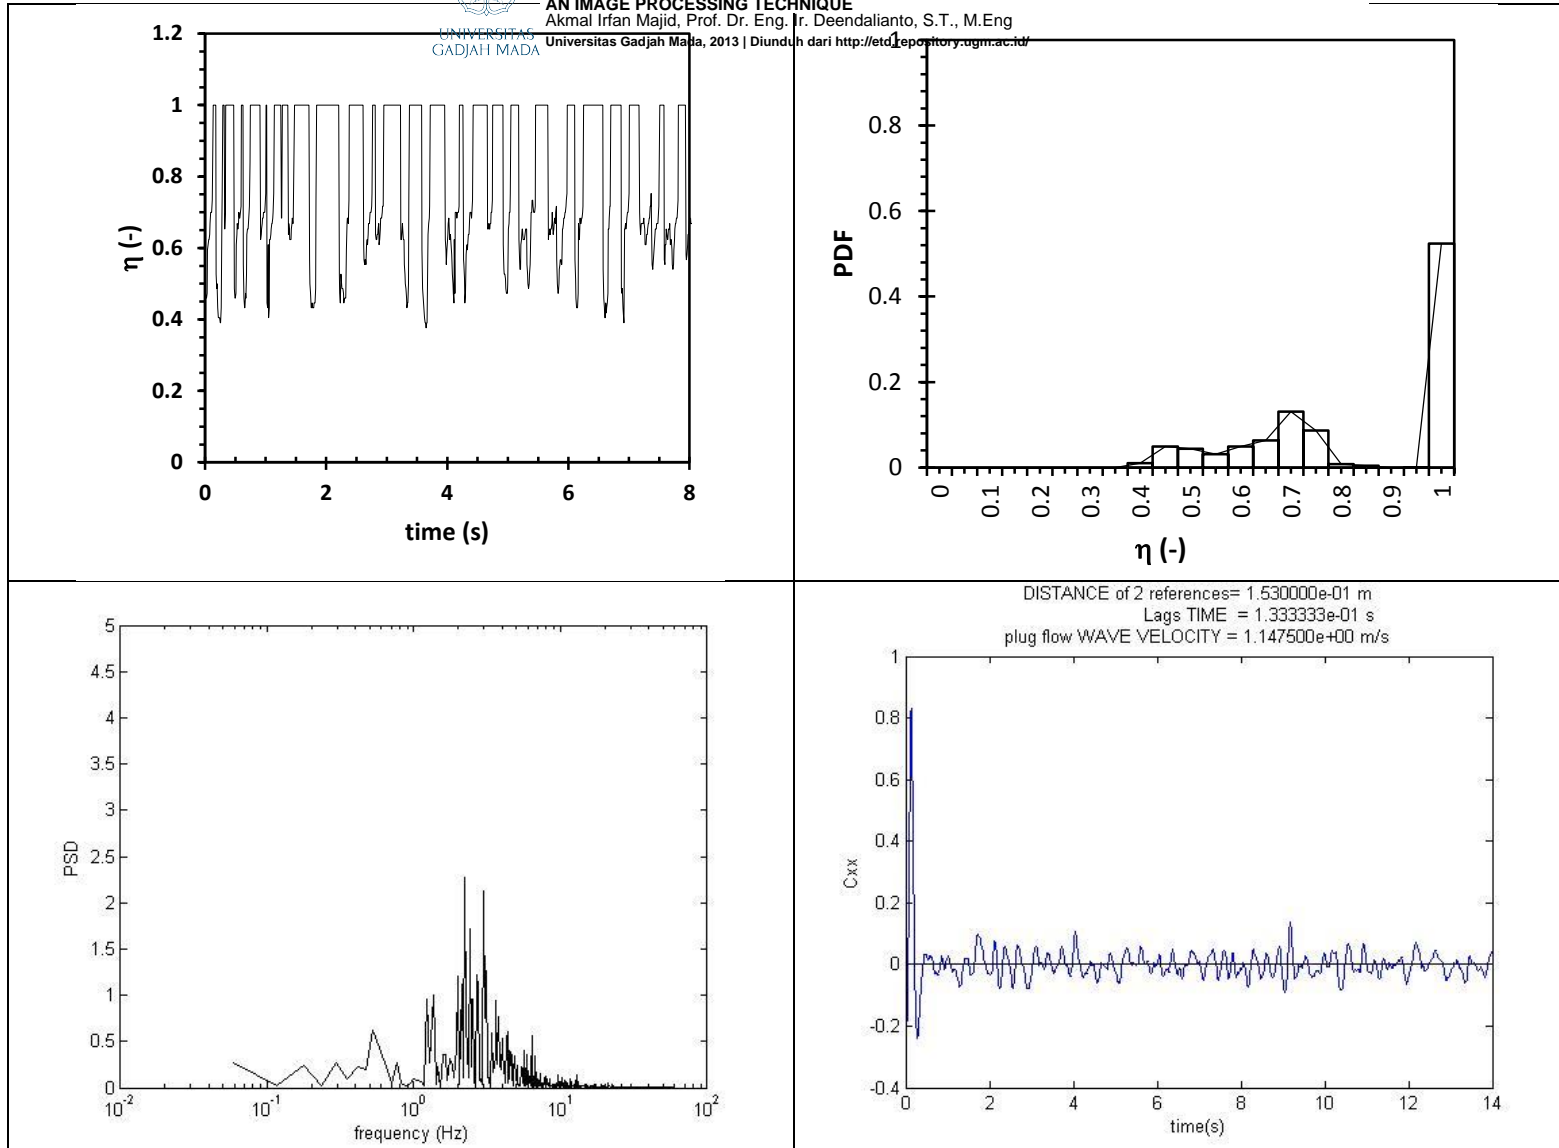 AN IMAGE PROCESSING TECHNIQUE
Akmal Irfan Majid, Prof. Dr. Eng. Ir. Deendalianto, S.T., M.Eng
UNIVERSITAS
GADJAH MADA
Universitas Gadjah Mada, 2013 | Diunduh dari http://etd.repository.ugm.ac.id/
1.2
1
0.8
0.6
0.4
0.2
0
η (-)
0 2 4 6 8
time (s)
1
0.8
0.6
0.4
0.2
0
PDF
0 0.1 0.2 0.3 0.4 0.5 0.6 0.7 0.8 0.9 1
η (-)
5
4.5
4
3.5
3
2.5
2
1.5
1
0.5
0
PSD
10-2 10-1 100 101 102
frequency (Hz)
DISTANCE of 2 references= 1.530000e-01 m
Lags TIME = 1.333333e-01 s
plug flow WAVE VELOCITY = 1.147500e+00 m/s
1
0.8
0.6
0.4
0.2
0
-0.2
-0.4
Cxx
0 2 4 6 8 10 12 14
time(s)